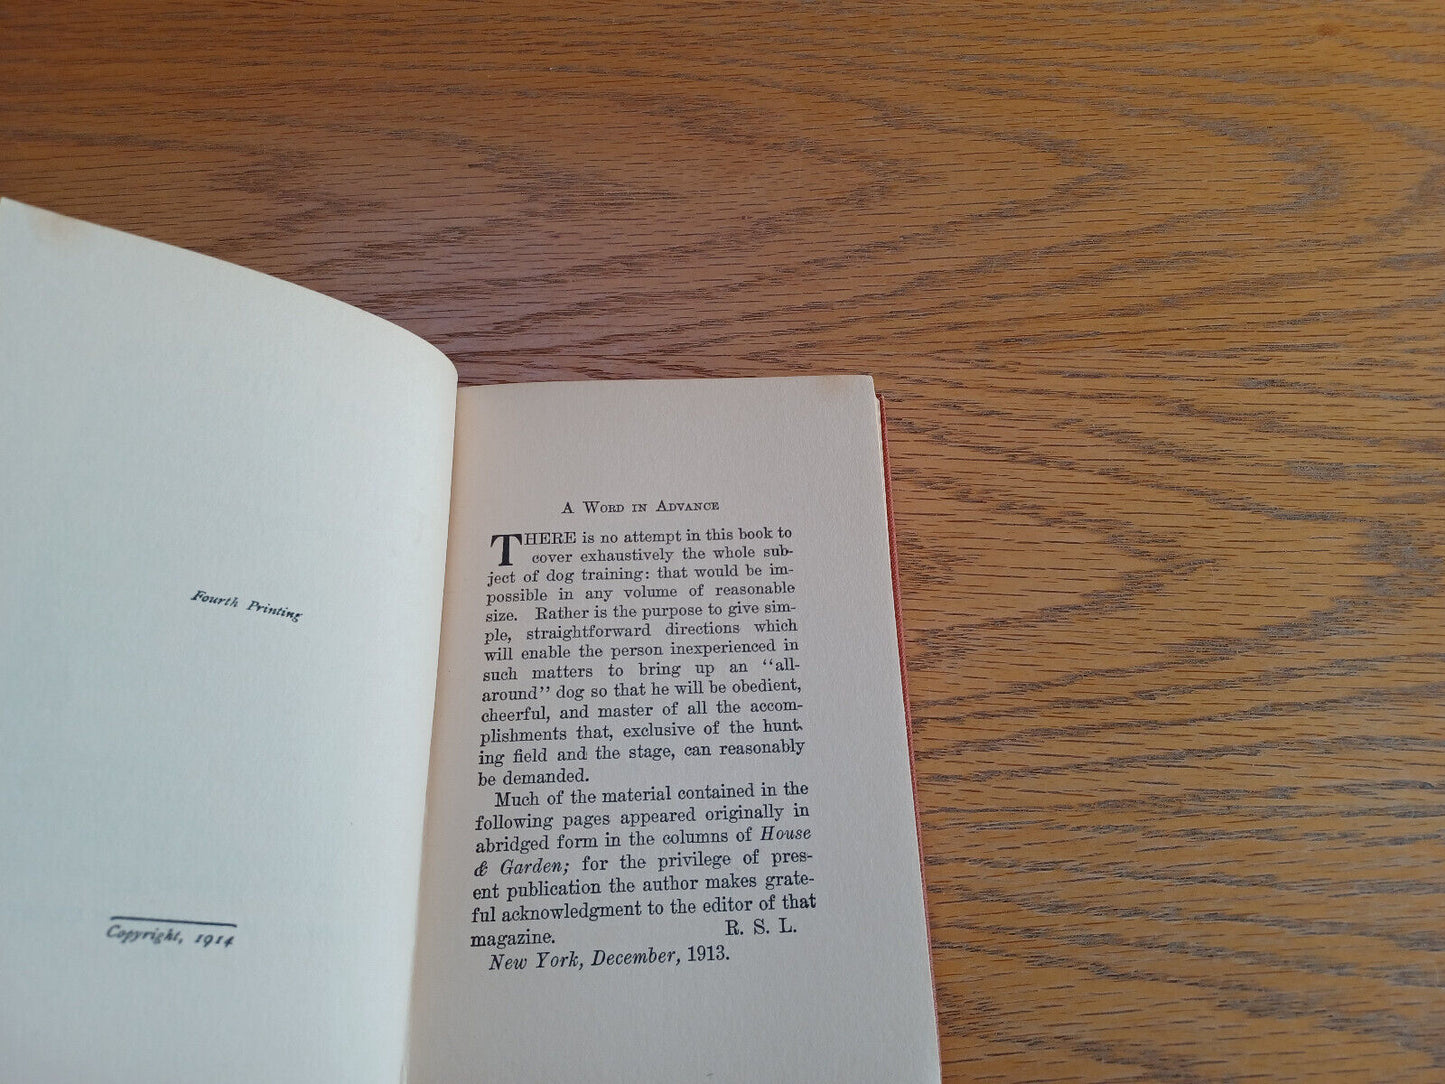 Fourth Printing
Copyright, 1914
A WORD IN ADVANCE
THERE is no attempt in this book to
cover exhaustively the whole sub-
ject of dog training: that would be im-
possible in any volume of reasonable
size. Rather is the purpose to give sim-
ple, straightforward directions which
will enable the person inexperienced in
such matters to bring up an “all-
around” dog so that he will be obedient,
cheerful, and master of all the accom-
plishments that, exclusive of the hunt-
ing field and the stage, can reasonably
be demanded.
Much of the material contained in the
following pages appeared originally in
abridged form in the columns of House
& Garden; for the privilege of pres-
ent publication the author makes grate-
ful acknowledgment to the editor of that
magazine. R. S. L.
New York, December, 1913.